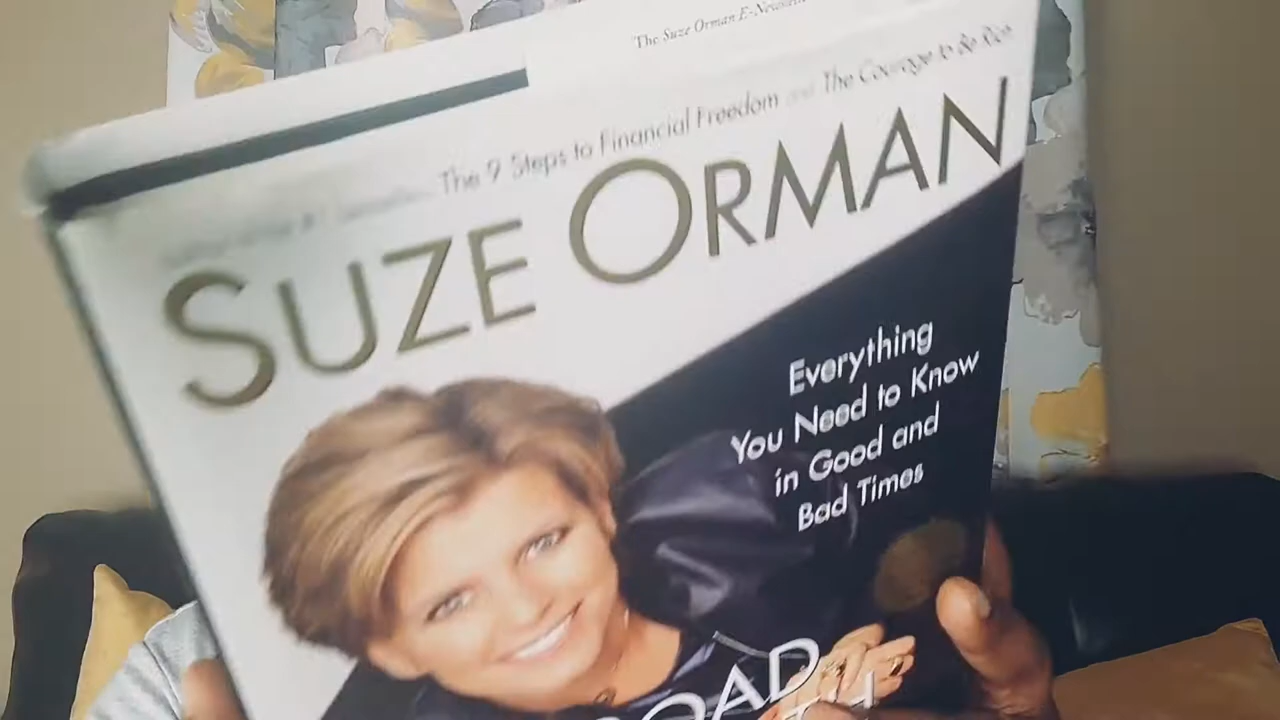 The Suze Orman E-Newsletter
The 9 Steps to Financial Freedom and The Courage to Be Rich
SUZE ORMAN
Everything
You Need to Know
in Good and
Bad Times
ROAD